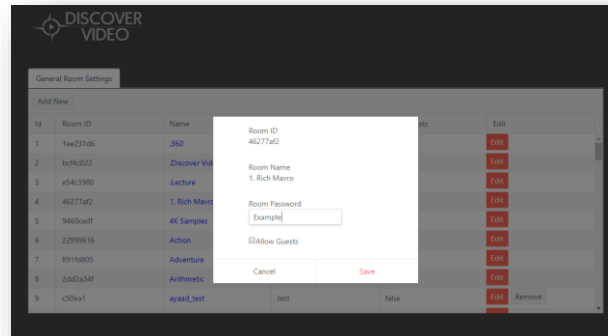 DISCOVER
VIDEO
General Room Settings
Add New
Id Room ID Name Edit
1 1ee231d6 .360 Edit
2 .Discover Vid Edit
3 e54c3980 .Lecture Edit
4 46277af2 1. Rich Mavro Edit
5 9460cedf 4K Samples Edit
6 22999616 Action Edit
7 8919d805 Adventure Edit
8 2dd2a34f Arithmetic Edit
9 c50ea1 ayaad_test test false Edit Remove
Room ID
46277af2
Room Name
1. Rich Mavro
Room Password
Example
Allow Guests
Cancel Save